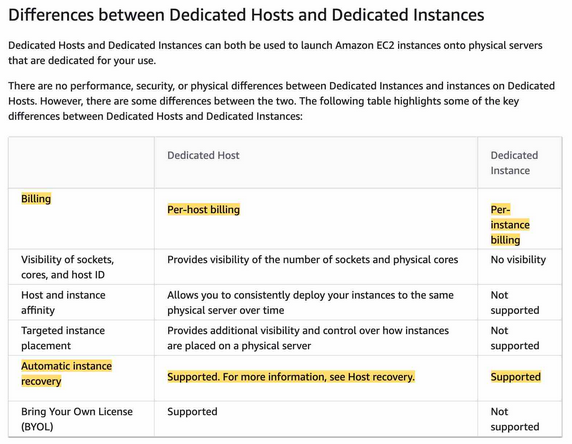 Differences between Dedicated Hosts and Dedicated Instances
Dedicated Hosts and Dedicated Instances can both be used to launch Amazon EC2 instances onto physical servers
that are dedicated for your use.
There are no performance, security, or physical differences between Dedicated Instances and instances on Dedicated
Hosts. However, there are some differences between the two. The following table highlights some of the key
differences between Dedicated Hosts and Dedicated Instances:
Dedicated Host
Dedicated
Instance
Billing
Per-host billing
Per-
instance
billing
Visibility of sockets,
cores, and host ID
Provides visibility of the number of sockets and physical cores
No visibility
Host and instance
affinity
Allows you to consistently deploy your instances to the same
physical server over time
Not
supported
Targeted instance
placement
Provides additional visibility and control over how instances
are placed on a physical server
Not
supported
Automatic instance
recovery
Supported. For more information, see Host recovery.
Supported
Bring Your Own License
(BYOL)
Supported
Not
supported